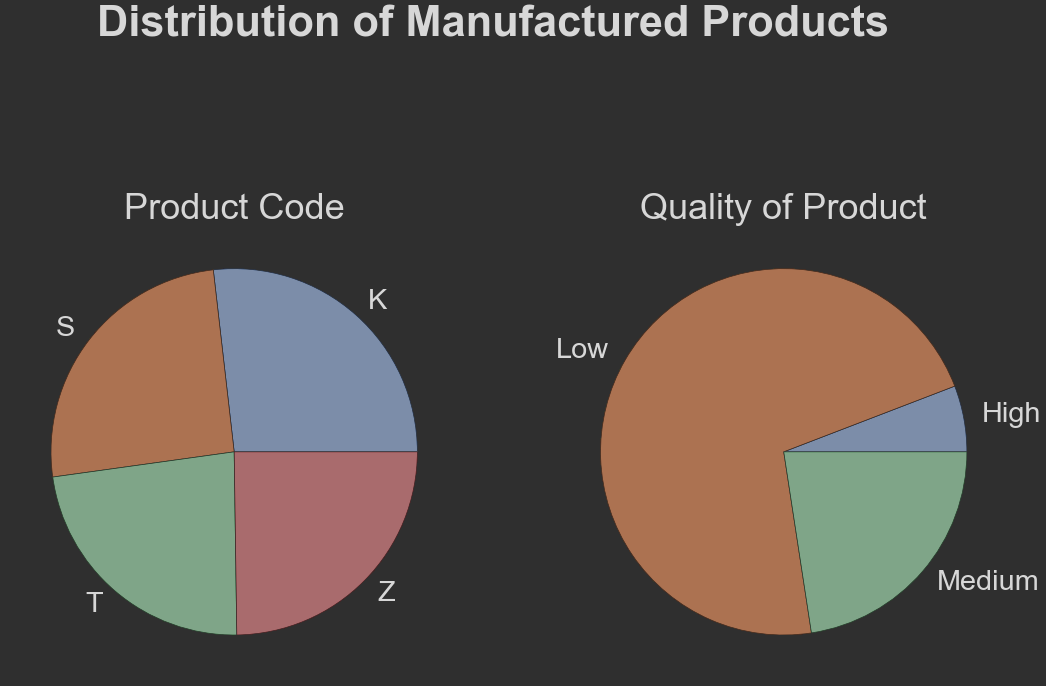 Distribution of Manufactured Products
Product Code
K
S
T
Z
Quality of Product
Low
High
Medium